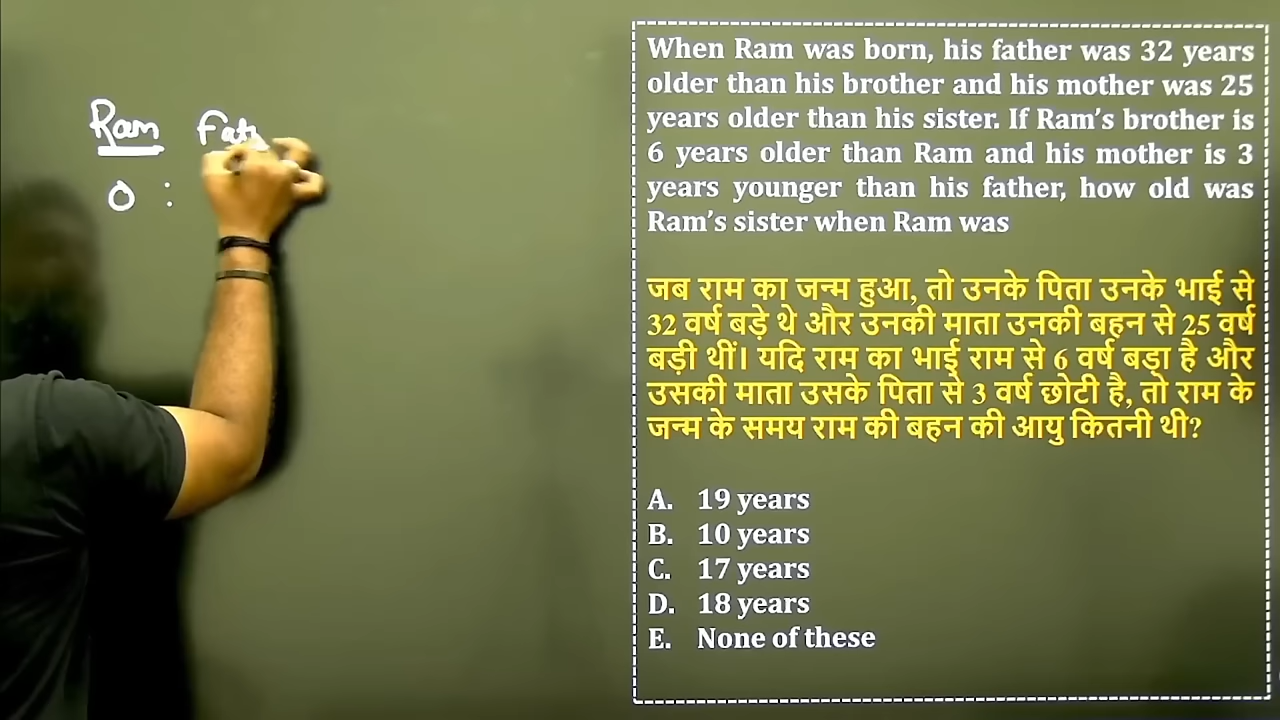 When Ram was born, his father was 32 years
older than his brother and his mother was 25
years older than his sister. If Ram's brother is
6 years older than Ram and his mother is 3
years younger than his father, how old was
Ram's sister when Ram was
जब राम का जन्म हुआ, तो उनके पिता उनके भाई से
32 वर्ष बड़े थे और उनकी माता उनकी बहन से 25 वर्ष
बड़ी थीं। यदि राम का भाई राम से 6 वर्ष बड़ा है और
उसकी माता उसके पिता से 3 वर्ष छोटी है, तो राम के
जन्म के समय राम की बहन की आयु कितनी थी?
A. 19 years
B. 10 years
C. 17 years
D. 18 years
E. None of these
Ram
0 :